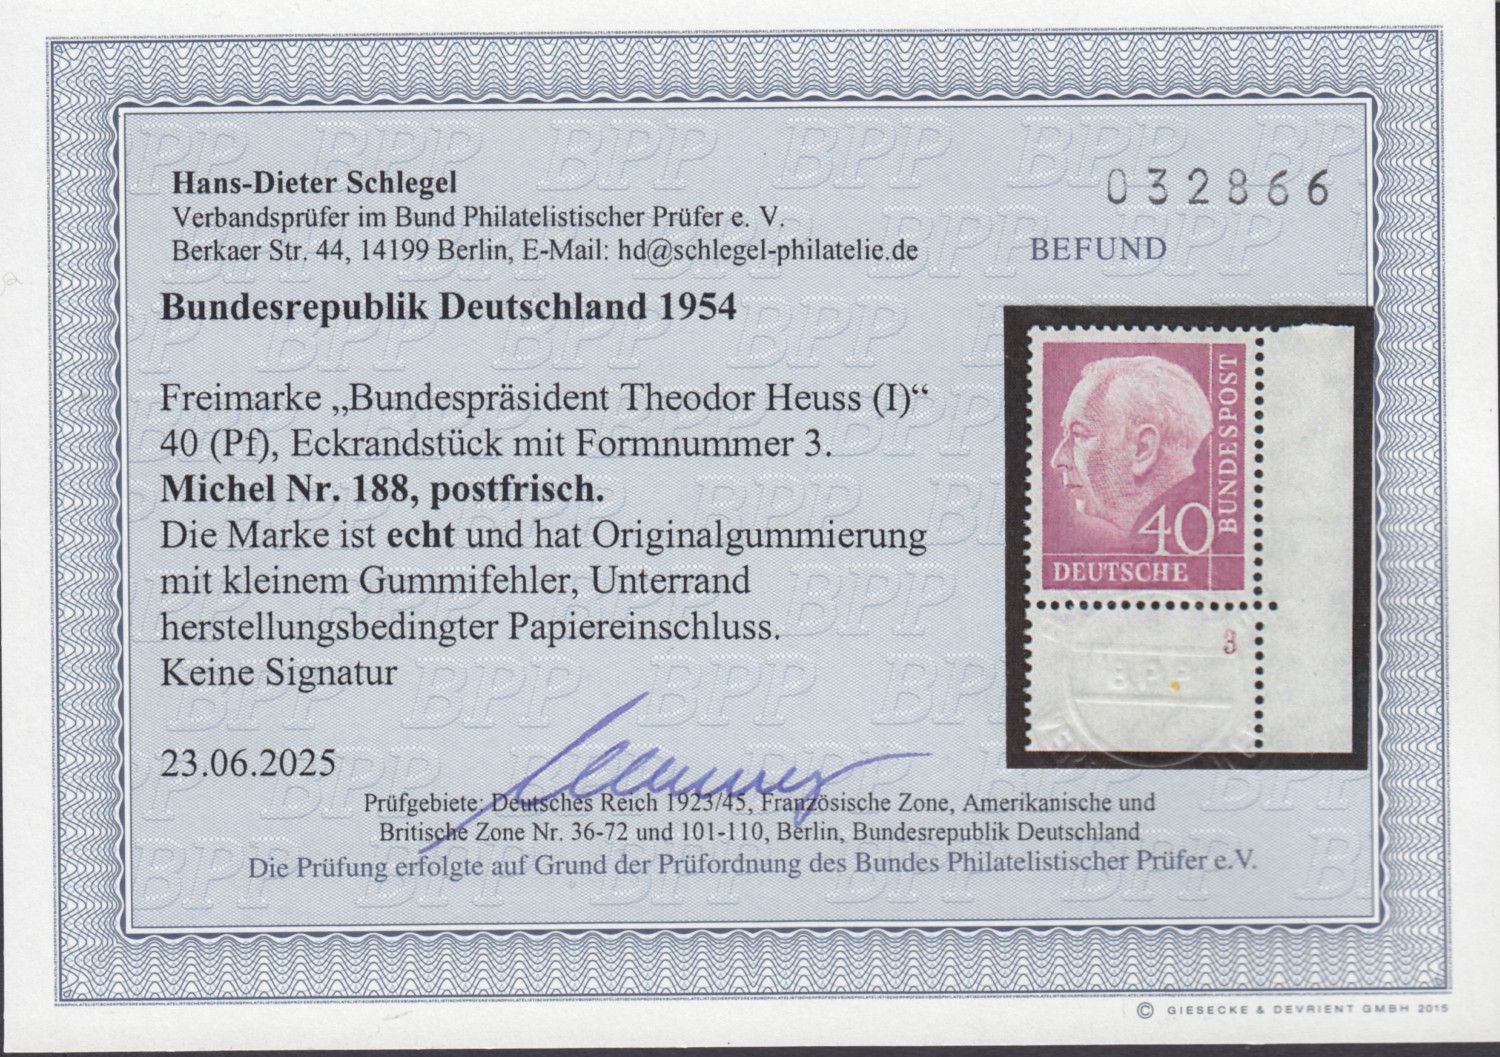 Hans-Dieter Schlegel
Verbandsprüfer im Bund Philatelistischer Prüfer e. V.
Berkaer Str. 44, 14199 Berlin, E-Mail: hd@schlegel-philatelie.de
032866
BEFUND
Bundesrepublik Deutschland 1954
Freimarke „Bundespräsident Theodor Heuss (I)“
40 (Pf), Eckrandstück mit Formnummer 3.
Michel Nr. 188, postfrisch.
Die Marke ist echt und hat Originalgummierung
mit kleinem Gummifehler, Unterrand
herstellungsbedingter Papiereinschluss.
Keine Signatur
23.06.2025
BUNDESPOST
40
DEUTSCHE
3
BPP
Prüfgebiete: Deutsches Reich 1923/45, Französische Zone, Amerikanische und
Britische Zone Nr. 36-72 und 101-110, Berlin, Bundesrepublik Deutschland
Die Prüfung erfolgte auf Grund der Prüfordnung des Bundes Philatelistischer Prüfer e.V.
© GIESECKE & DEVRIENT GMBH 2015